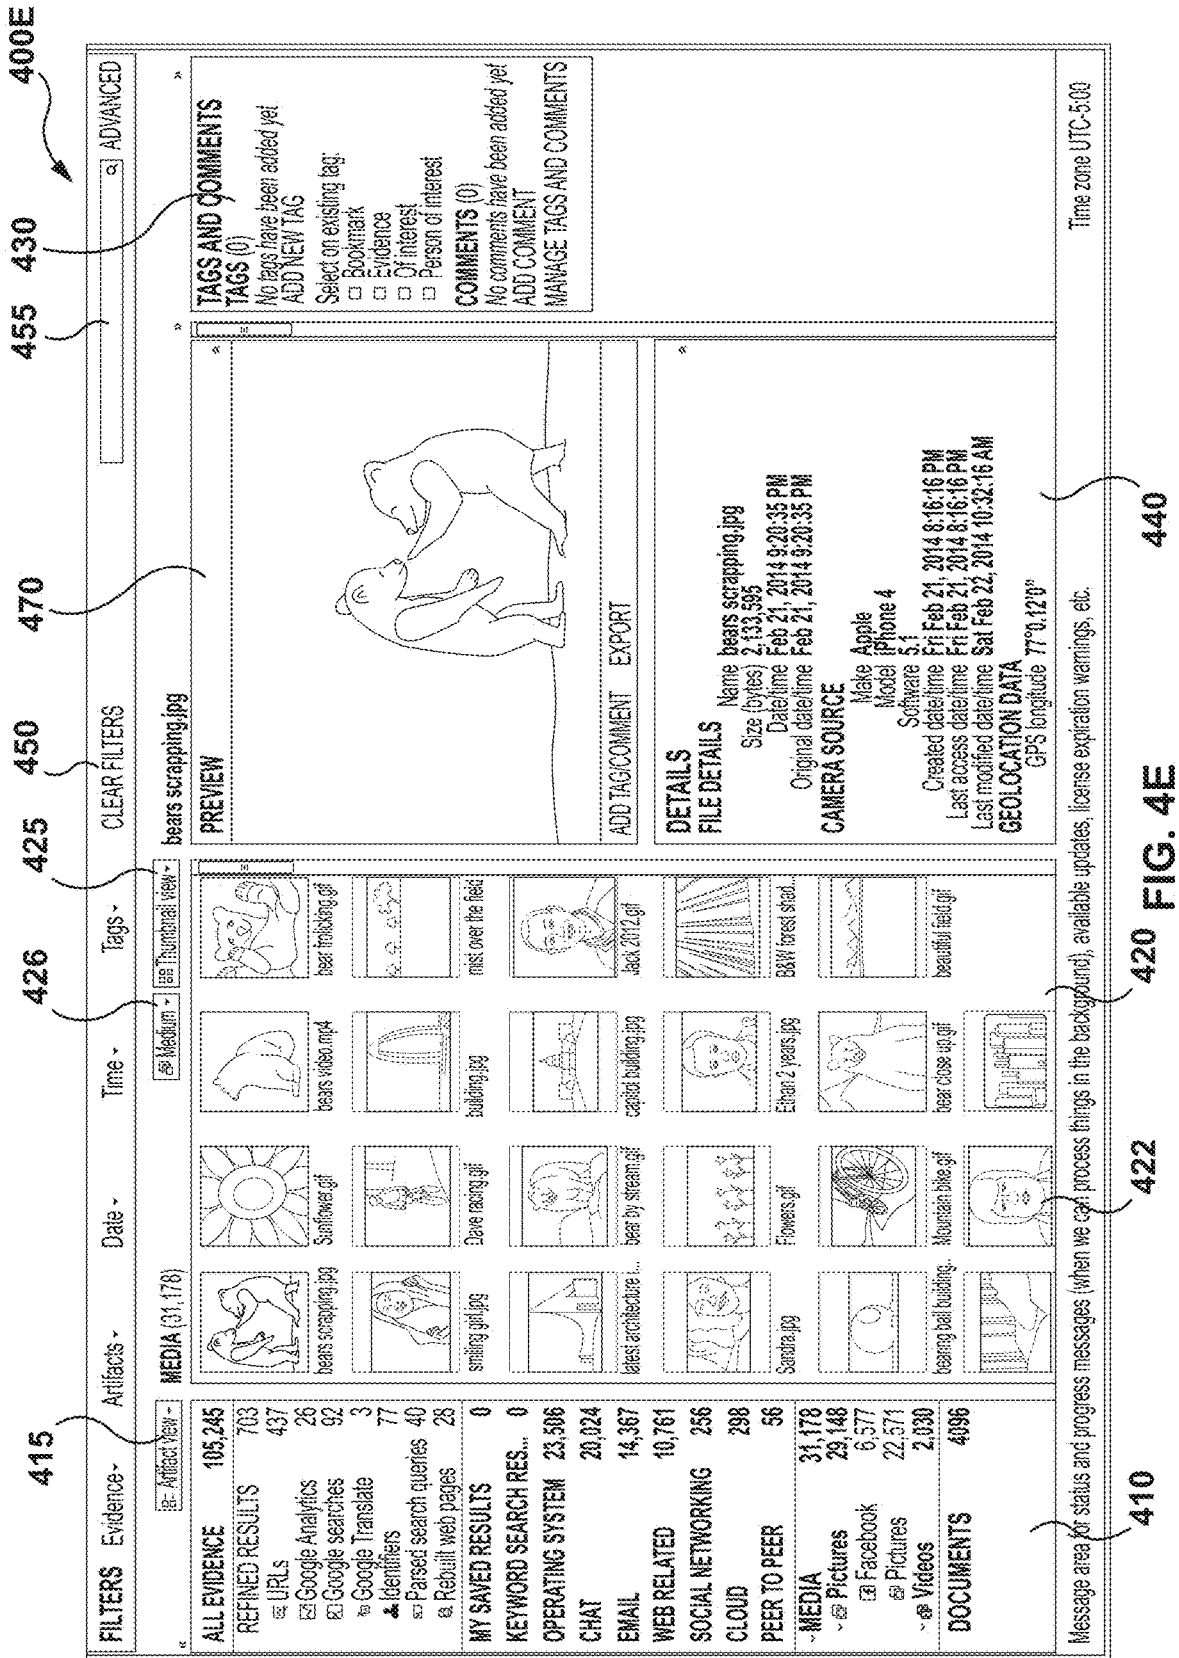 400E
415
426
425
450
470
455
430
FILTERS Evidence Artifacts Date Time Tags CLEAR FILTERS ADVANCED
Artifact view
ALL EVIDENCE 105,245
REFINED RESULTS 703
URLs 437
Google Analytics 26
Google searches 92
Google Translate 3
Identifiers 77
Parsed search queries 40
Rebuilt web pages 28
MY SAVED RESULTS 0
KEYWORD SEARCH RES... 0
OPERATING SYSTEM 23,506
CHAT 20,024
EMAIL 14,367
WEB RELATED 10,761
SOCIAL NETWORKING 256
CLOUD 298
PEER TO PEER 56
MEDIA 31,178
Pictures 29,148
Facebook 6,577
Pictures 22,571
Videos 2,030
DOCUMENTS 4096
MEDIA (31,178) Medium Thumbnail view
bears scrapping.jpg Sunflower.gif bears video.mp4 bear frolicking.gif
smiling girl.jpg Dave racing.gif building.jpg mist over the field
latest architecture r... bear by stream.gif capitol building.jpg Jack 2012.gif
Sandra.jpg Flowers.gif Ethan 2 years.jpg B&W forest shad...
bearing ball building.. Mountain bike.gif bear close up.gif beautiful field.gif
bears scrapping.jpg
PREVIEW
ADD TAG/COMMENT EXPORT
DETAILS
FILE DETAILS
Name bears scrapping.jpg
Size (bytes) 2,133,595
Date/time Feb 21, 2014 9:20:35 PM
Original date/time Feb 21, 2014 9:20:35 PM
CAMERA SOURCE
Make Apple
Model iPhone 4
Software 5.1
Created date/time Fri Feb 21, 2014 8:16:16 PM
Last access date/time Fri Feb 21, 2014 8:16:16 PM
Last modified date/time Sat Feb 22, 2014 10:32:16 AM
GEOLOCATION DATA
GPS longitude 77°0.12'0"
TAGS AND COMMENTS
TAGS (0)
No tags have been added yet
ADD NEW TAG
Select on existing tag:
Bookmark
Evidence
Of interest
Person of interest
COMMENTS (0)
No comments have been added yet
ADD COMMENT
MANAGE TAGS AND COMMENTS
Message area for status and progress messages (when we can process things in the background), available updates, license expiration warnings, etc. Time zone UTC-5:00
410
422
420
440
FIG. 4E